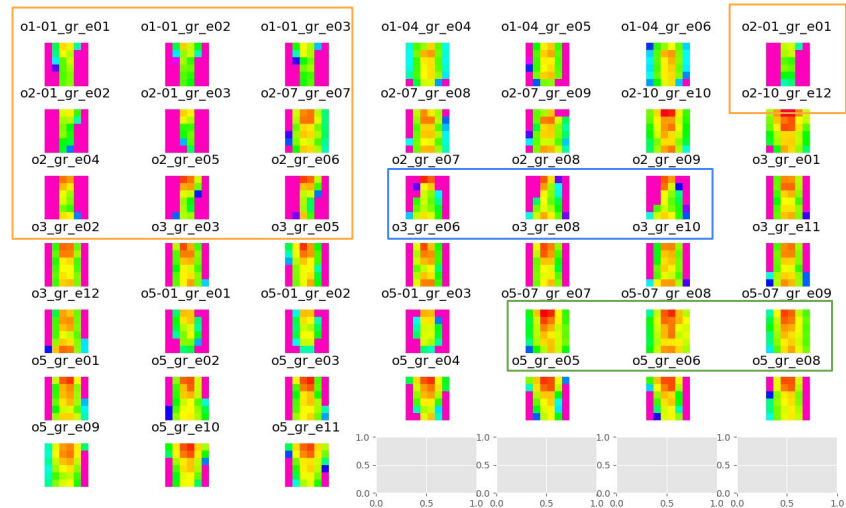 o1-01_gr_e01 o1-01_gr_e02 o1-01_gr_e03 o1-04_gr_e04 o1-04_gr_e05 o1-04_gr_e06 o2-01_gr_e01
o2-01_gr_e02 o2-01_gr_e03 o2-07_gr_e07 o2-07_gr_e08 o2-07_gr_e09 o2-10_gr_e10 o2-10_gr_e12
o2_gr_e04 o2_gr_e05 o2_gr_e06 o2_gr_e07 o2_gr_e08 o2_gr_e09 o3_gr_e01
o3_gr_e02 o3_gr_e03 o3_gr_e05 o3_gr_e06 o3_gr_e08 o3_gr_e10 o3_gr_e11
o3_gr_e12 o5-01_gr_e01 o5-01_gr_e02 o5-01_gr_e03 o5-07_gr_e07 o5-07_gr_e08 o5-07_gr_e09
o5_gr_e01 o5_gr_e02 o5_gr_e03 o5_gr_e04 o5_gr_e05 o5_gr_e06 o5_gr_e08
o5_gr_e09 o5_gr_e10 o5_gr_e11
1.0 1.0 1.0 1.0
0.5 0.5 0.5 0.5
0.0 0.0 0.0 0.0
0.0 0.5 1.0 0.0 0.5 1.0 0.0 0.5 1.0 0.0 0.5 1.0